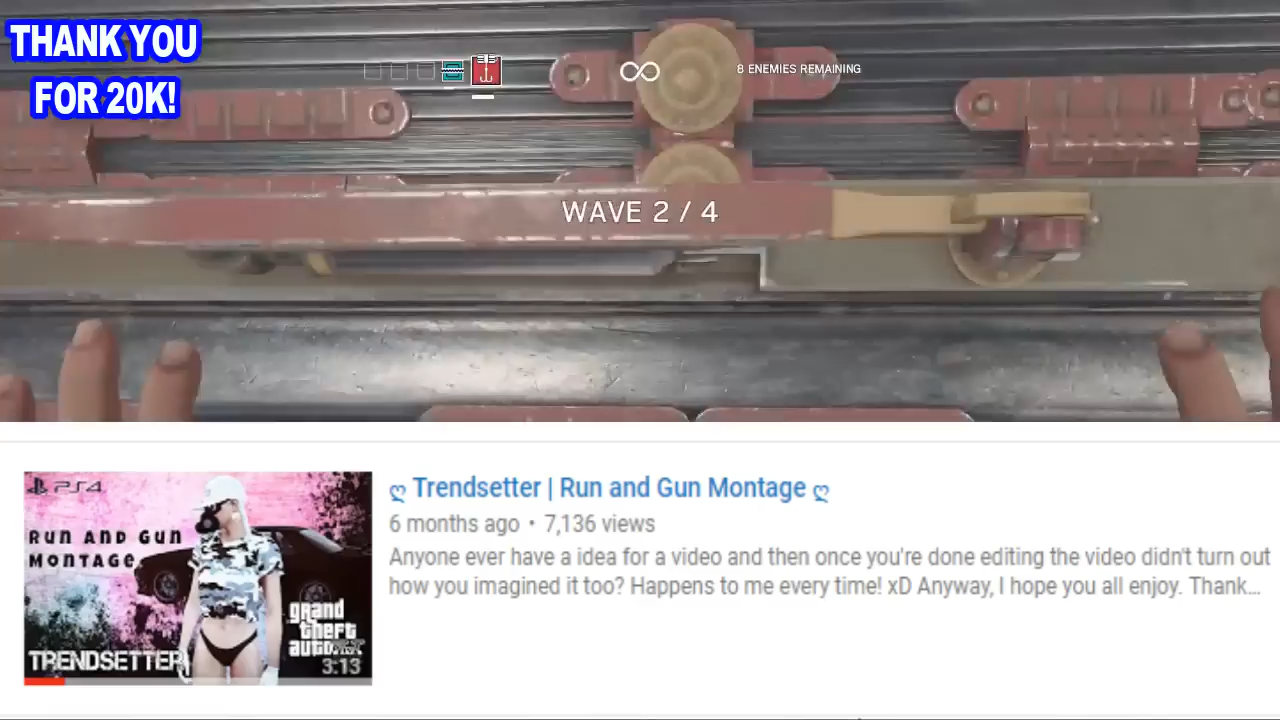 THANK YOU
FOR 20K!
8 ENEMIES REMAINING
WAVE 2 / 4
ღ Trendsetter | Run and Gun Montage ღ
6 months ago • 7,136 views
Anyone ever have a idea for a video and then once you're done editing the video didn't turn out
how you imagined it too? Happens to me every time! xD Anyway, I hope you all enjoy. Thank...
PS4
RUN AND GUN
MONTAGE
grand
theft
auto
TRENDSETTER
3:13